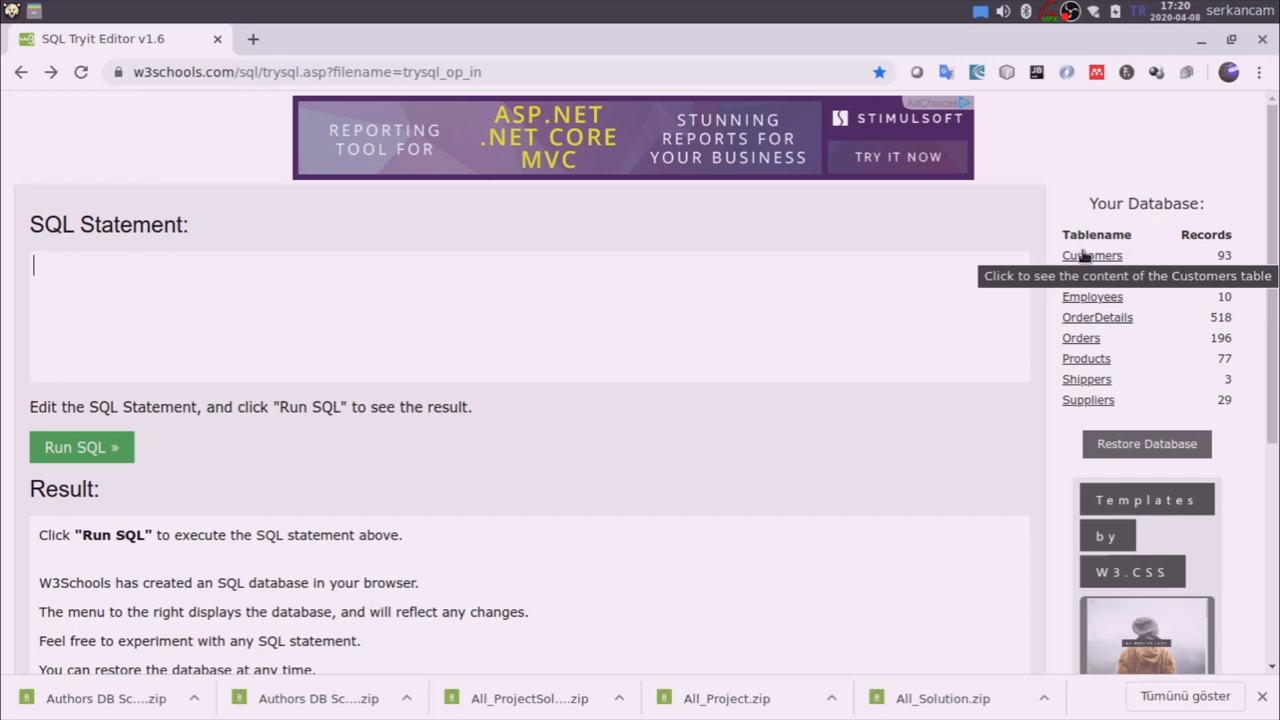 TR
17:20
2020-04-08
serkancam
SQL Tryit Editor v1.6
w3schools.com/sql/trysql.asp?filename=trysql_op_in
REPORTING
TOOL FOR
ASP.NET
.NET CORE
MVC
STUNNING
REPORTS FOR
YOUR BUSINESS
AdChoices
STIMULSOFT
TRY IT NOW
SQL Statement:
Edit the SQL Statement, and click "Run SQL" to see the result.
Run SQL »
Result:
Click "Run SQL" to execute the SQL statement above.
W3Schools has created an SQL database in your browser.
The menu to the right displays the database, and will reflect any changes.
Feel free to experiment with any SQL statement.
You can restore the database at any time.
Your Database:
Tablename Records
Customers 93
Click to see the content of the Customers table
Employees 10
OrderDetails 518
Orders 196
Products 77
Shippers 3
Suppliers 29
Restore Database
Templates
by
W3.CSS
Authors DB Sc....zip
Authors DB Sc....zip
All_ProjectSol....zip
All_Project.zip
All_Solution.zip
Tümünü göster